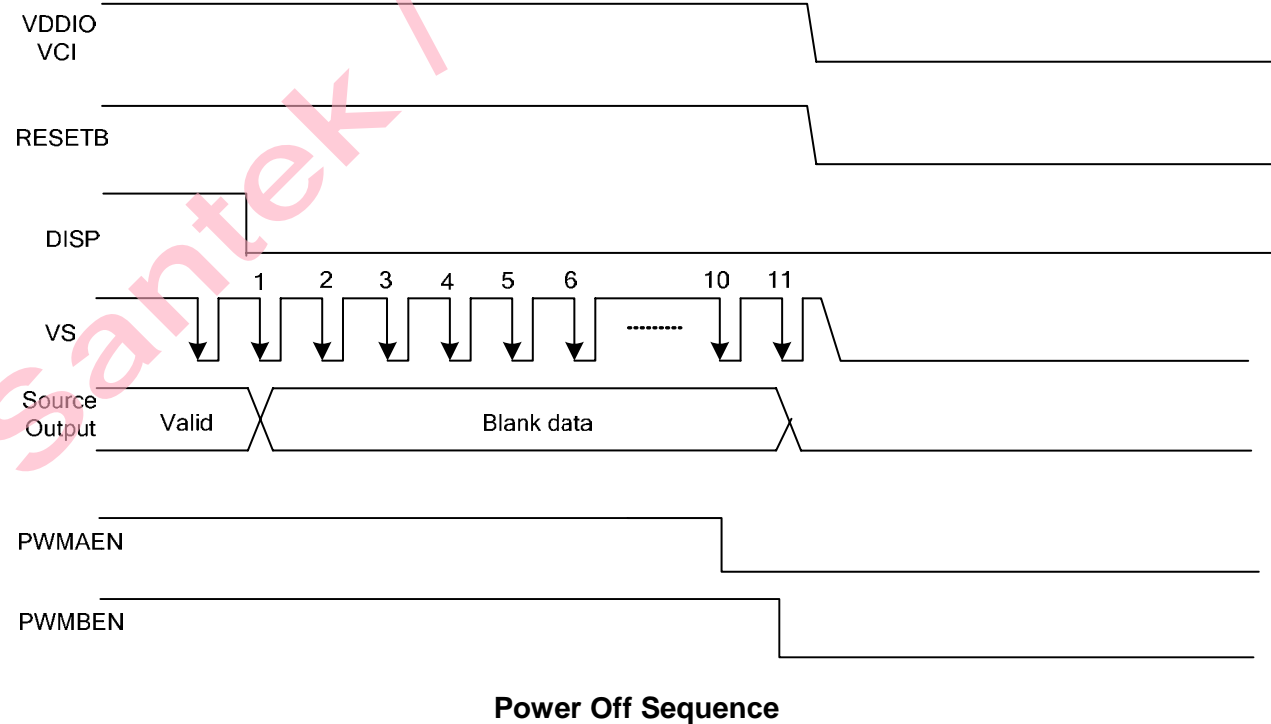 VDDIO
VCI
RESETB
DISP
1 2 3 4 5 6 10 11
VS
.........
Source
Output
Valid
Blank data
PWMAEN
PWMBEN
Power Off Sequence
Santek /